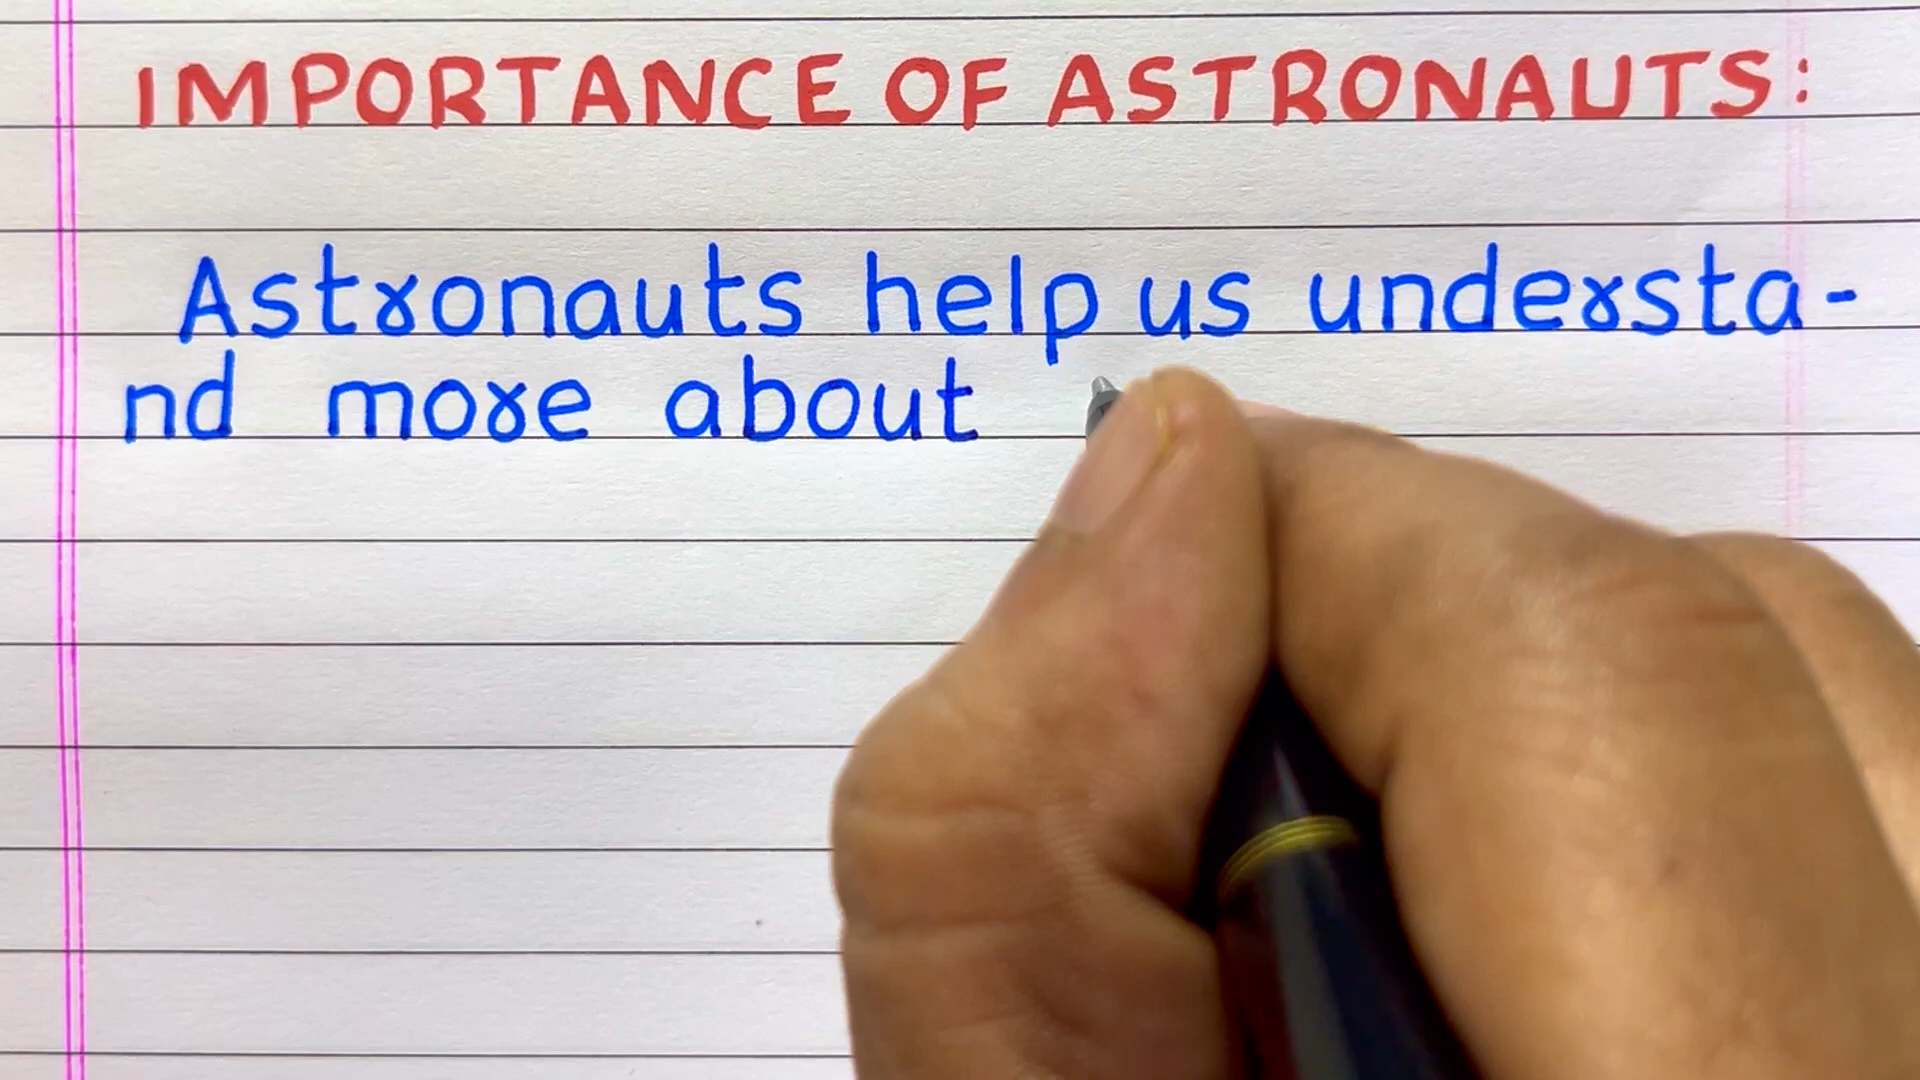 IMPORTANCE OF ASTRONAUTS:
Astronauts help us understa-
nd more about